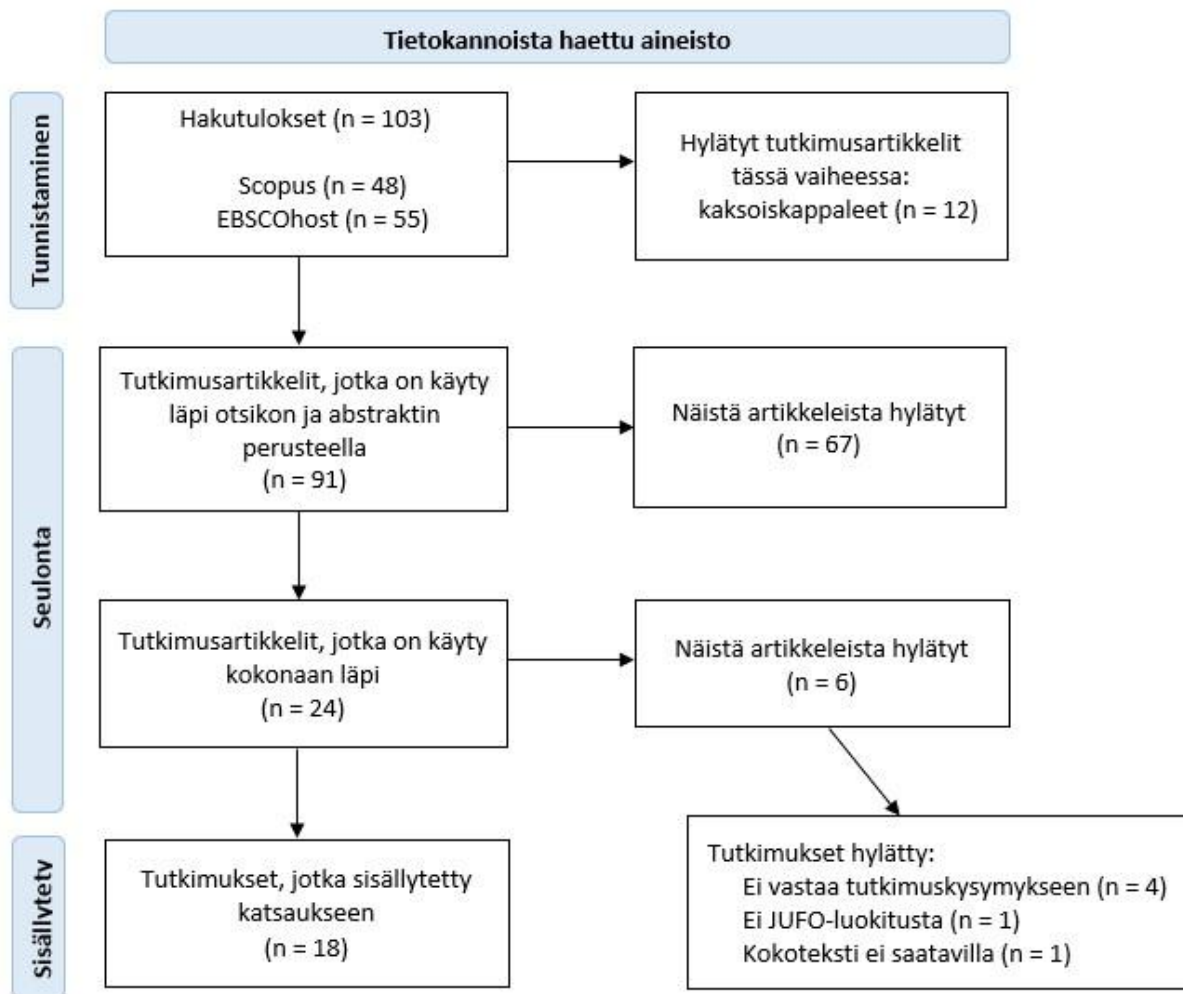 Tietokannoista haettu aineisto
Tunnistaminen
Hakutulokset (n = 103)
Scopus (n = 48)
EBSCOhost (n = 55)
Hylätyt tutkimusartikkelit
tässä vaiheessa:
kaksoiskappaleet (n = 12)
Seulonta
Tutkimusartikkelit, jotka on käyty
läpi otsikon ja abstraktin
perusteella
(n = 91)
Näistä artikkeleista hylätyt
(n = 67)
Tutkimusartikkelit, jotka on käyty
kokonaan läpi
(n = 24)
Näistä artikkeleista hylätyt
(n = 6)
Sisällytetv
Tutkimukset, jotka sisällytetty
katsaukseen
(n = 18)
Tutkimukset hylätty:
Ei vastaa tutkimuskysymykseen (n = 4)
Ei JUFO-luokitusta (n = 1)
Kokoteksti ei saatavilla (n = 1)